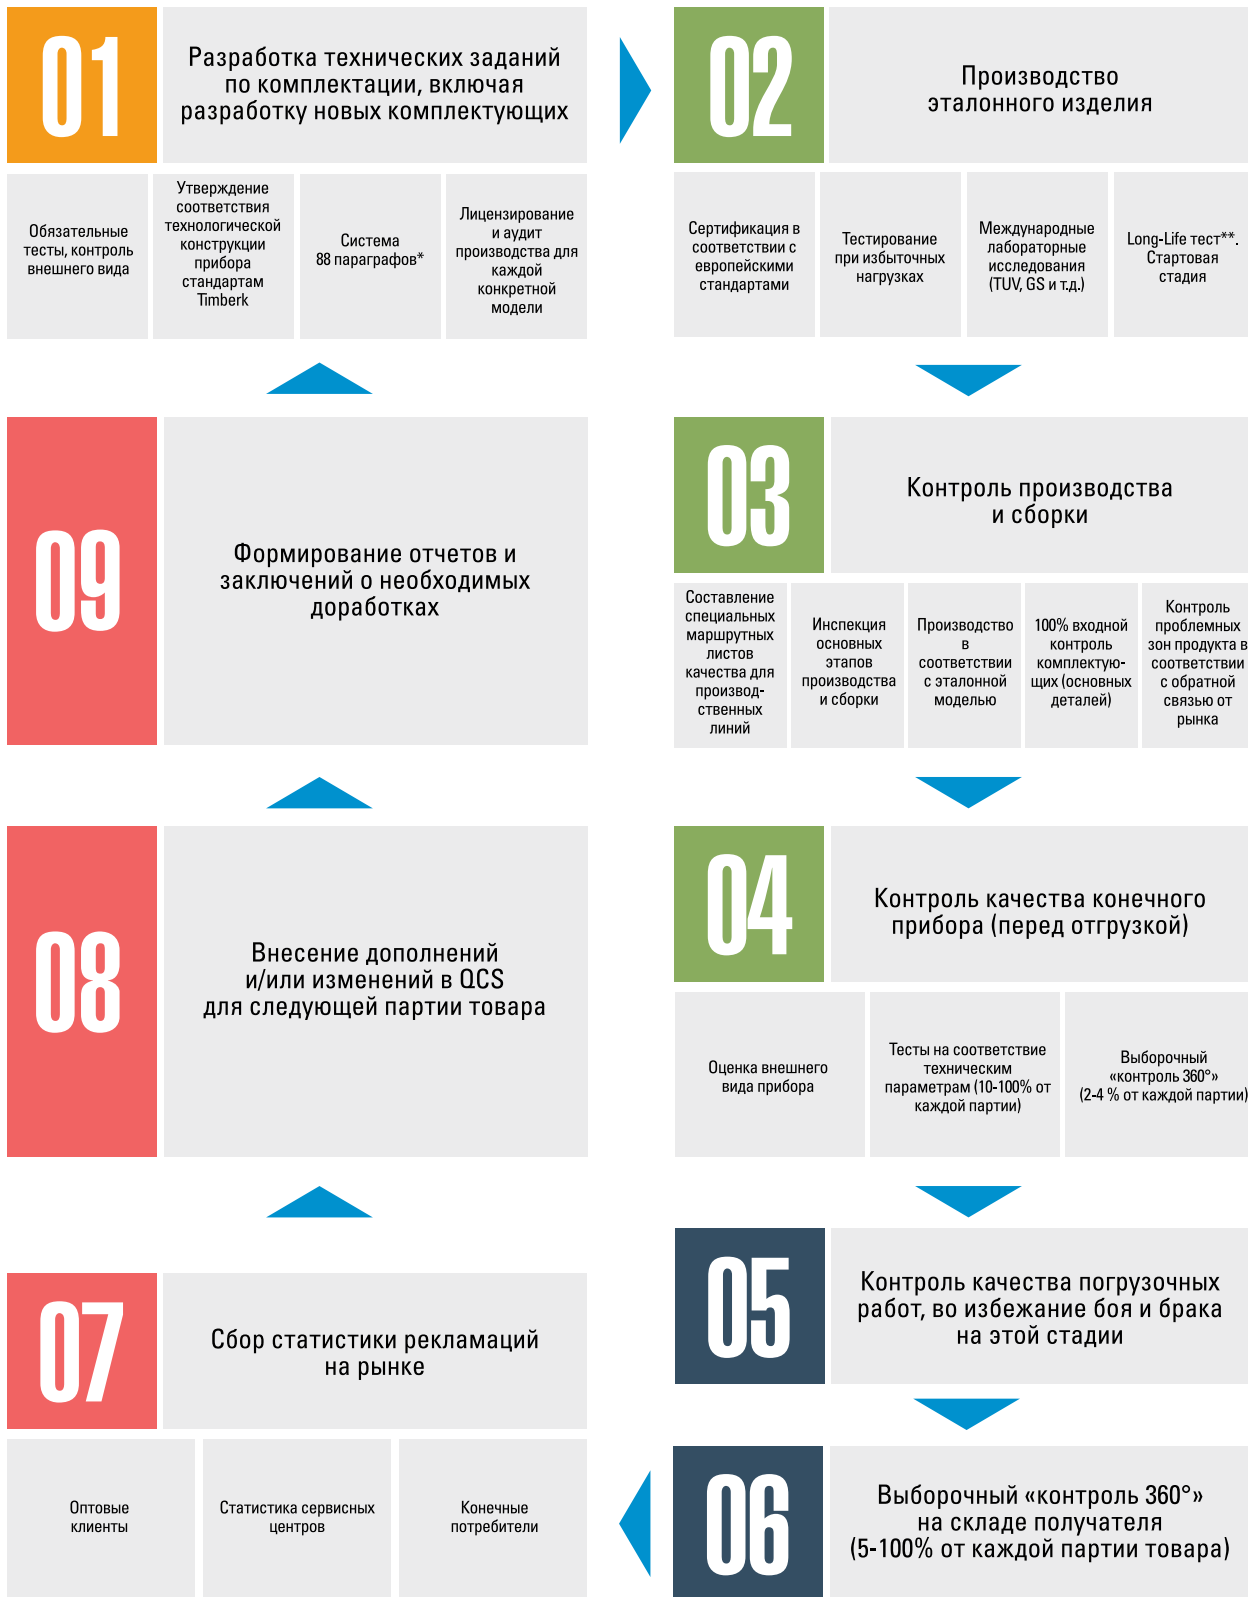 01
Разработка технических заданий
по комплектации, включая
разработку новых комплектующих
Обязательные
тесты, контроль
внешнего вида
Утверждение
соответствия
технологической
конструкции
прибора
стандартам
Timberk
Система
88 параграфов*
Лицензирование
и аудит
производства для
каждой
конкретной
модели
02
Производство
эталонного изделия
Сертификация в
соответствии с
европейскими
стандартами
Тестирование
при избыточных
нагрузках
Международные
лабораторные
исследования
(TUV, GS и т.д.)
Long-Life тест**.
Стартовая
стадия
03
Контроль производства
и сборки
Составление
специальных
маршрутных
листов
качества для
производ-
ственных
линий
Инспекция
основных
этапов
производства
и сборки
Производство
в
соответствии
с эталонной
моделью
100% входной
контроль
комплектую-
щих (основных
деталей)
Контроль
проблемных
зон продукта в
соответствии
с обратной
связью от
рынка
04
Контроль качества конечного
прибора (перед отгрузкой)
Оценка внешнего
вида прибора
Тесты на соответствие
техническим
параметрам (10-100% от
каждой партии)
Выборочный
«контроль 360°»
(2-4 % от каждой партии)
05
Контроль качества погрузочных
работ, во избежание боя и брака
на этой стадии
06
Выборочный «контроль 360°»
на складе получателя
(5-100% от каждой партии товара)
07
Сбор статистики рекламаций
на рынке
Оптовые
клиенты
Статистика сервисных
центров
Конечные
потребители
08
Внесение дополнений
и/или изменений в QCS
для следующей партии товара
09
Формирование отчетов и
заключений о необходимых
доработках